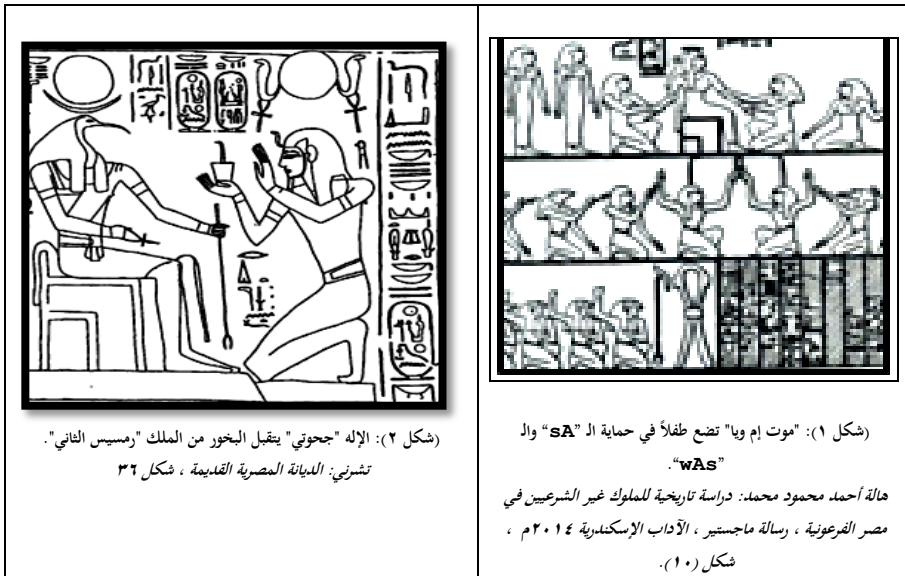 (شكل ١): "موت إم ويا" تضع طفلاً في حماية الـ “sA” والـ
“wAs”.
هالة أحمد محمود محمد: دراسة تاريخية للملوك غير الشرعيين في
مصر الفرعونية ، رسالة ماجستير ، الآداب الإسكندرية ٢٠١٤م ،
شكل (١٠).
(شكل ٢): الإله "جحوتي" يتقبل البخور من الملك "رمسيس الثاني".
تشرني: الديانة المصرية القديمة ، شكل ٣٦